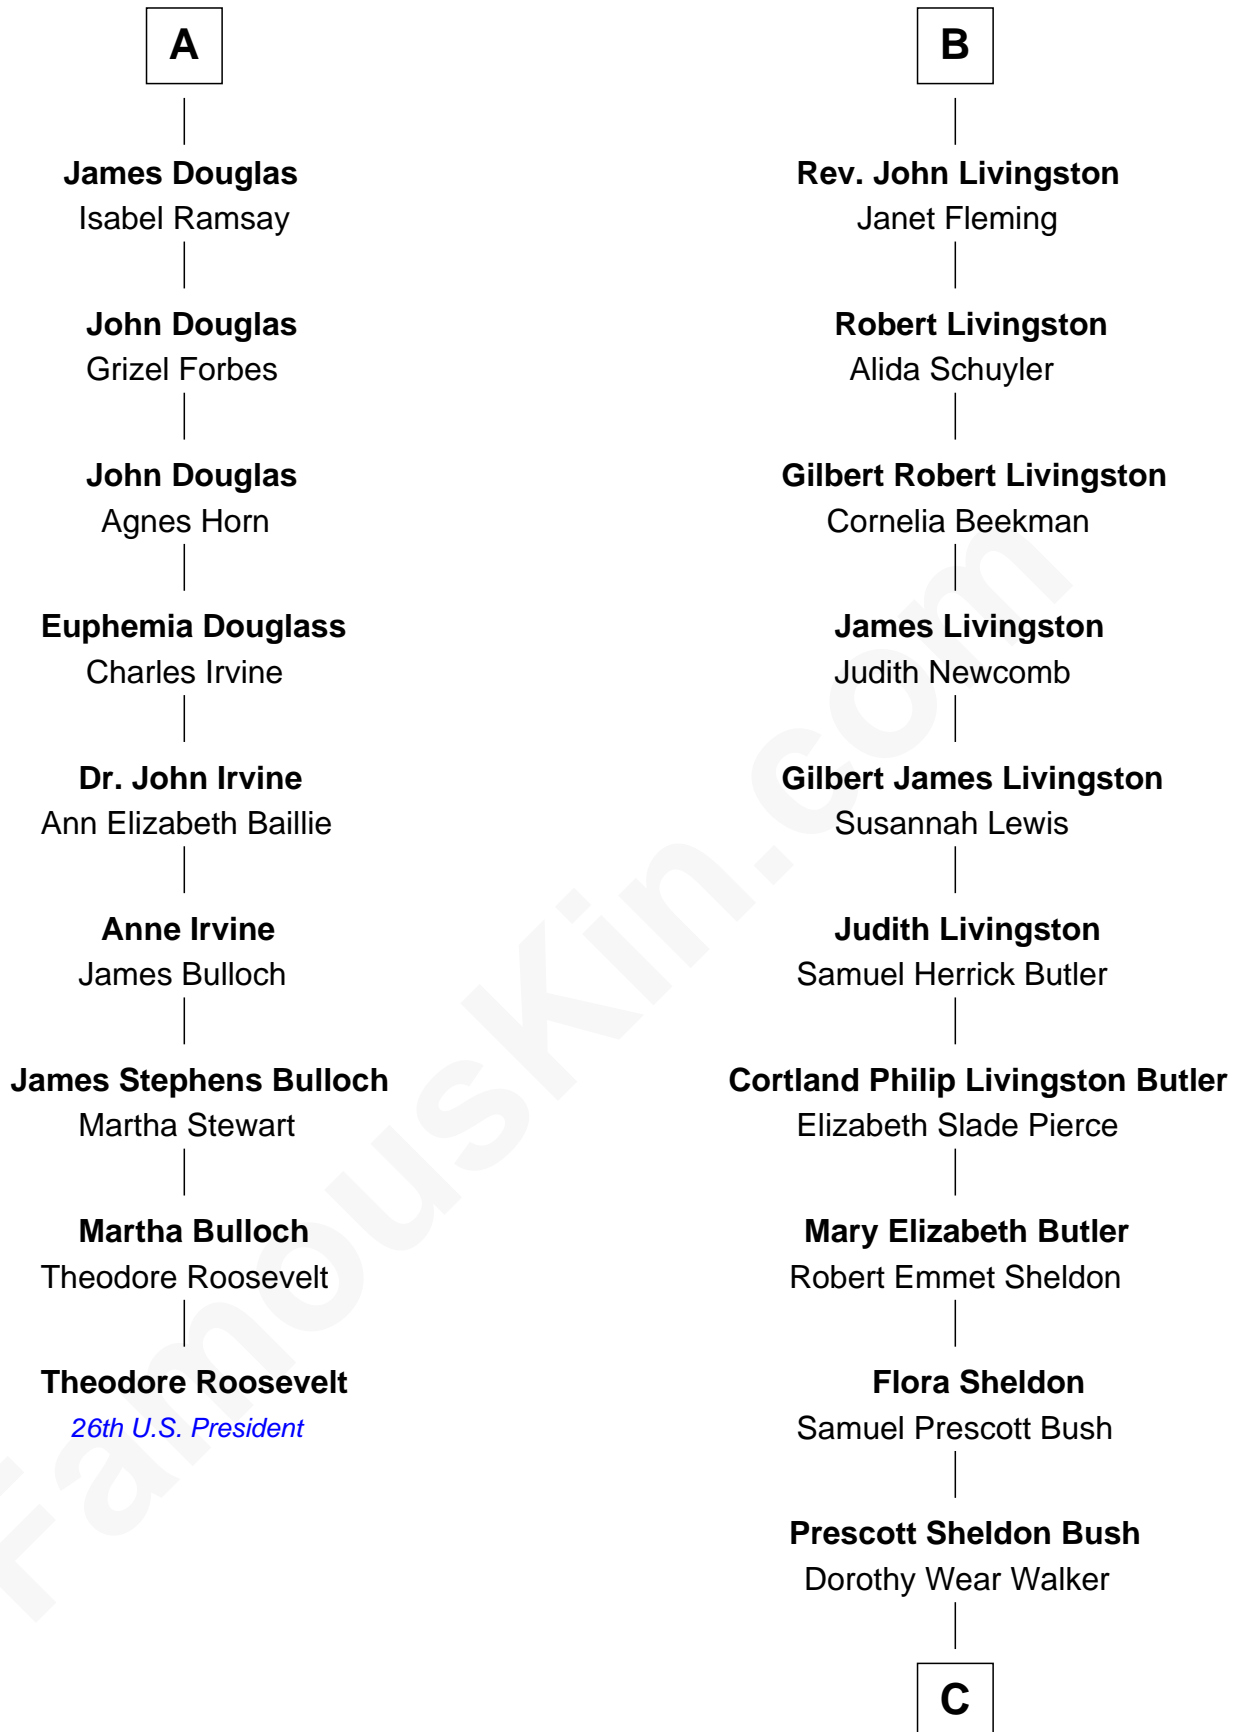 A
James Douglas
Isabel Ramsay
John Douglas
Grizel Forbes
John Douglas
Agnes Horn
Euphemia Douglass
Charles Irvine
Dr. John Irvine
Ann Elizabeth Baillie
Anne Irvine
James Bulloch
James Stephens Bulloch
Martha Stewart
Martha Bulloch
Theodore Roosevelt
Theodore Roosevelt
26th U.S. President
B
Rev. John Livingston
Janet Fleming
Robert Livingston
Alida Schuyler
Gilbert Robert Livingston
Cornelia Beekman
James Livingston
Judith Newcomb
Gilbert James Livingston
Susannah Lewis
Judith Livingston
Samuel Herrick Butler
Cortland Philip Livingston Butler
Elizabeth Slade Pierce
Mary Elizabeth Butler
Robert Emmet Sheldon
Flora Sheldon
Samuel Prescott Bush
Prescott Sheldon Bush
Dorothy Wear Walker
C
FamousKin.com